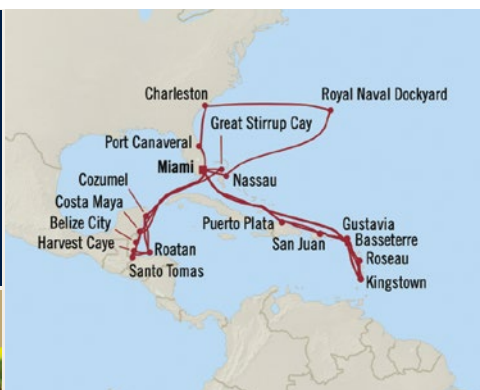 Charleston
Royal Naval Dockyard
Great Stirrup Cay
Port Canaveral
Miami
Nassau
Cozumel
Costa Maya
Belize City
Harvest Caye
Roatan
Santo Tomas
Puerto Plata
San Juan
Gustavia
Basseterre
Roseau
Kingstown